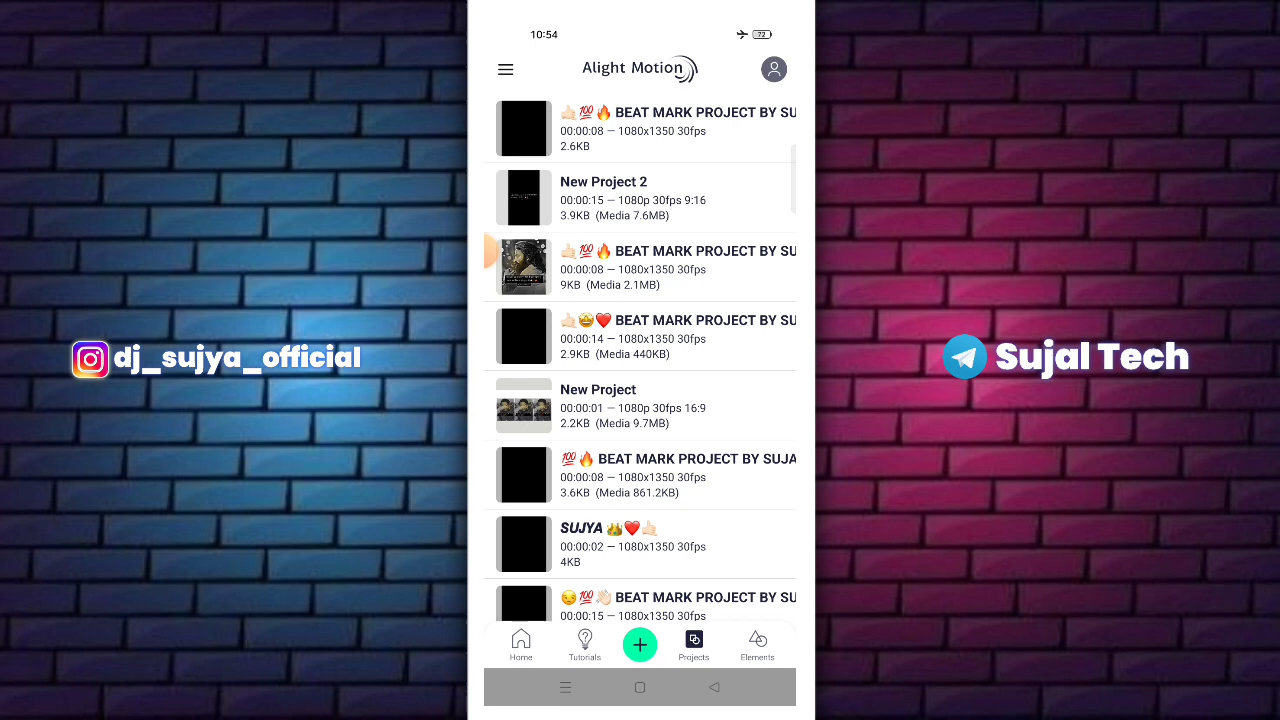 10:54
72
Alight Motion
🤙🏻💯🔥 BEAT MARK PROJECT BY SU
00:00:08 — 1080x1350 30fps
2.6KB
New Project 2
00:00:15 — 1080p 30fps 9:16
3.9KB (Media 7.6MB)
🤙🏻💯🔥 BEAT MARK PROJECT BY SU
00:00:08 — 1080x1350 30fps
9KB (Media 2.1MB)
🤙🏻🤩❤️ BEAT MARK PROJECT BY SU
00:00:14 — 1080x1350 30fps
2.9KB (Media 440KB)
New Project
00:00:01 — 1080p 30fps 16:9
2.2KB (Media 9.7MB)
💯🔥 BEAT MARK PROJECT BY SUJA
00:00:08 — 1080x1350 30fps
3.6KB (Media 861.2KB)
SUJYA 👑❤️🤙🏻
00:00:02 — 1080x1350 30fps
4KB
😏💯👋🏻 BEAT MARK PROJECT BY SU
00:00:15 — 1080x1350 30fps
Home
Tutorials
Projects
Elements
dj_sujya_official
Sujal Tech